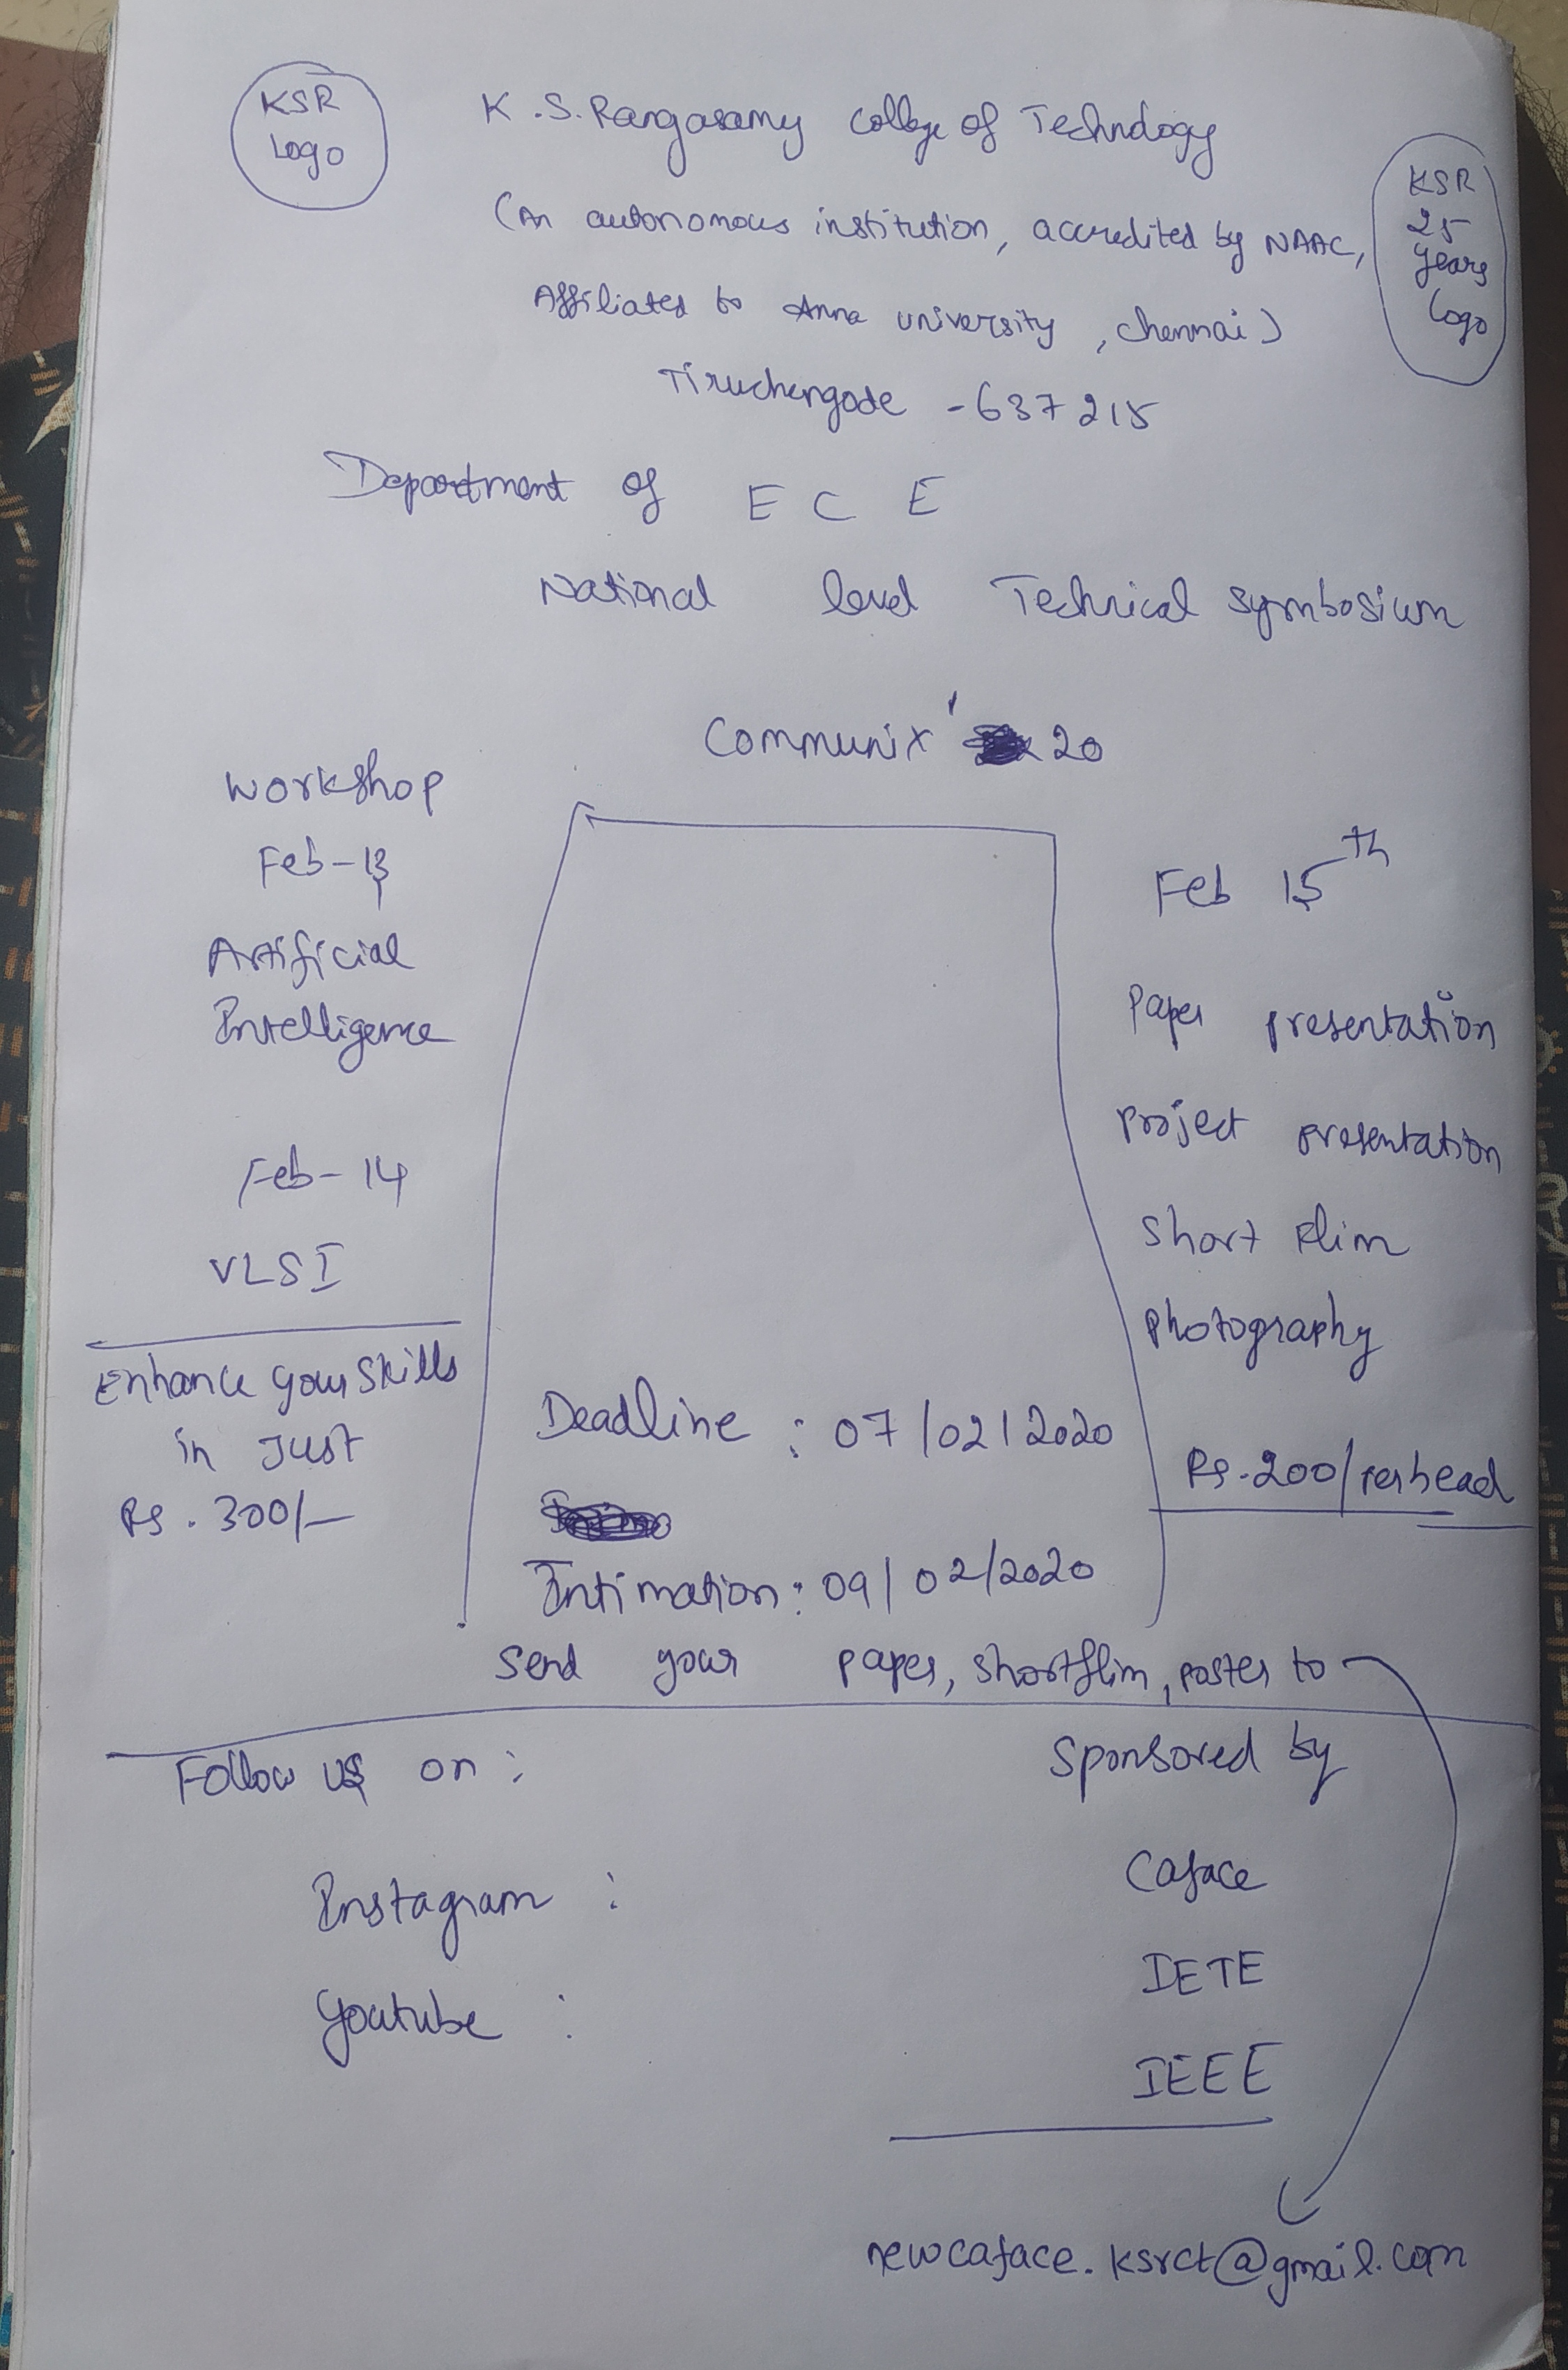 KSR
Logo
K.S.Rangasamy College of Technology
(An autonomous institution, accredited by NAAC,
Affiliated to Anna university, Chennai)
Tiruchengode - 637215
KSR
25
years
logo
Department of ECE
National level Technical symbosium
Communix '20
Workshop
Feb-13
Artificial
Intelligence
Feb-14
VLSI
Enhance your skills
in Just
Rs. 300/-
Feb 15th
Paper presentation
Project presentation
Short Flim
Photography
Rs.200/perhead
Deadline : 07/02/2020
Intimation : 09/02/2020
Send your paper, shortflim, poster to
Follow us on :
Instagram :
Youtube :
Sponsored by
Caface
IETE
IEEE
newcaface.ksrct@gmail.com